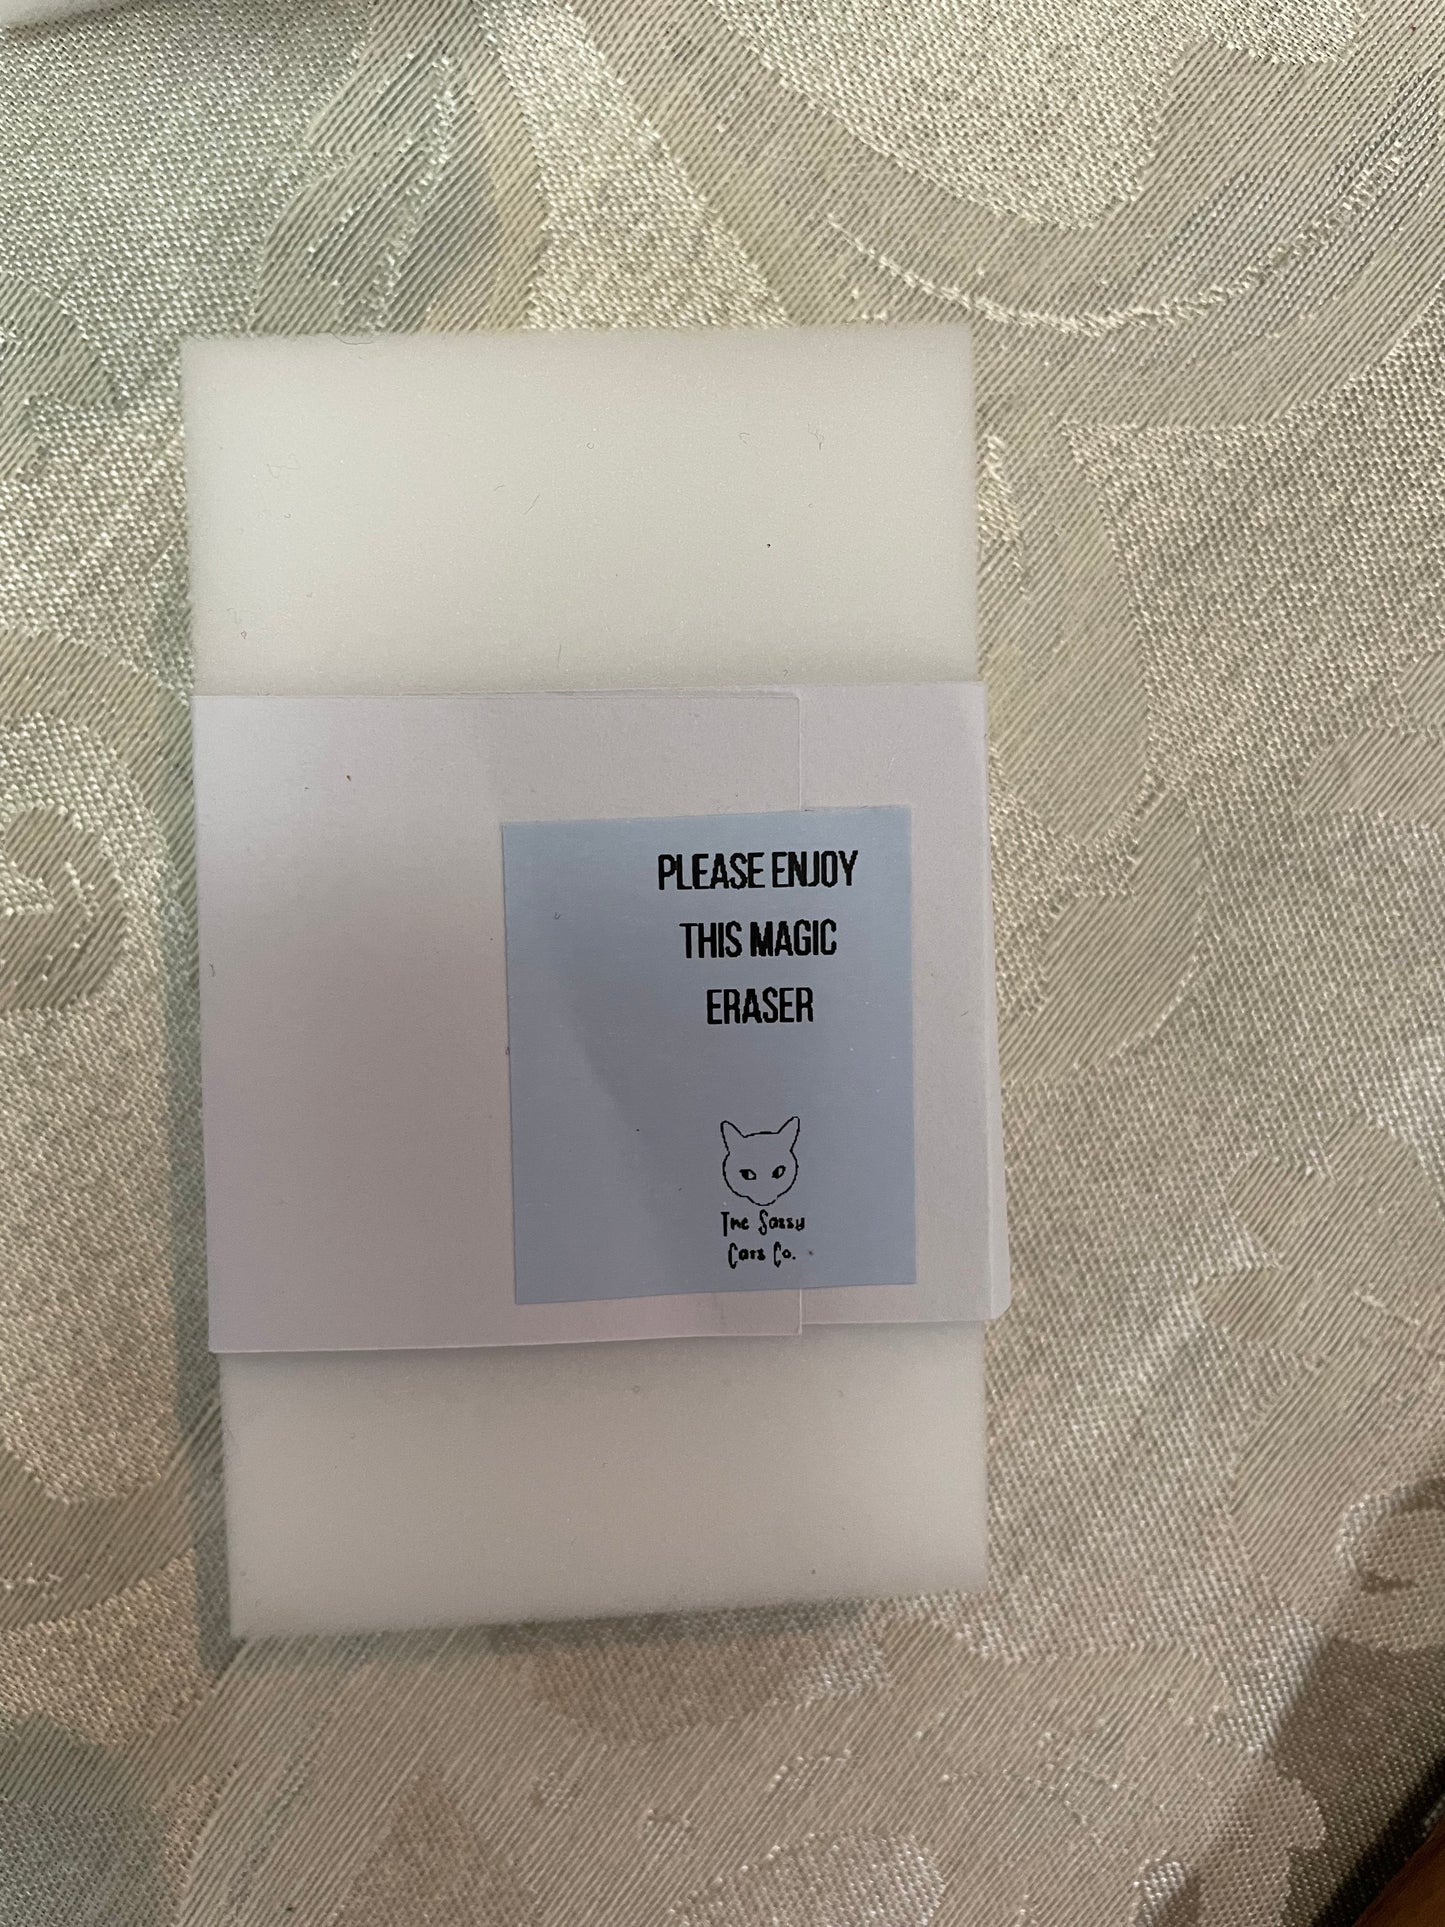 PLEASE ENJOY
THIS MAGIC
ERASER
The Sassy
Cats Co.